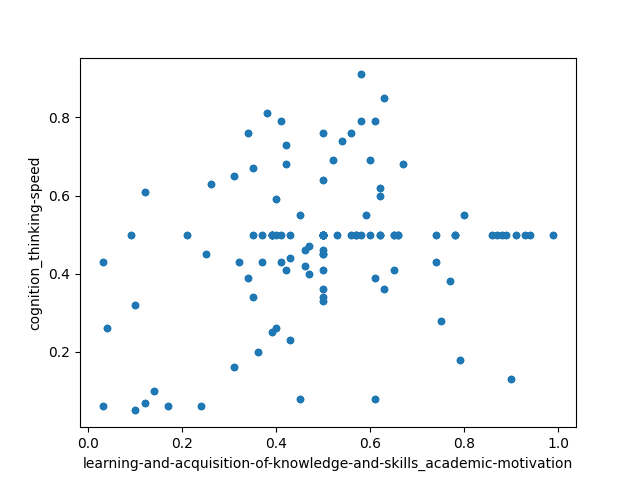 cognition_thinking-speed
0.8
0.6
0.4
0.2
0.0 0.2 0.4 0.6 0.8 1.0
learning-and-acquisition-of-knowledge-and-skills_academic-motivation